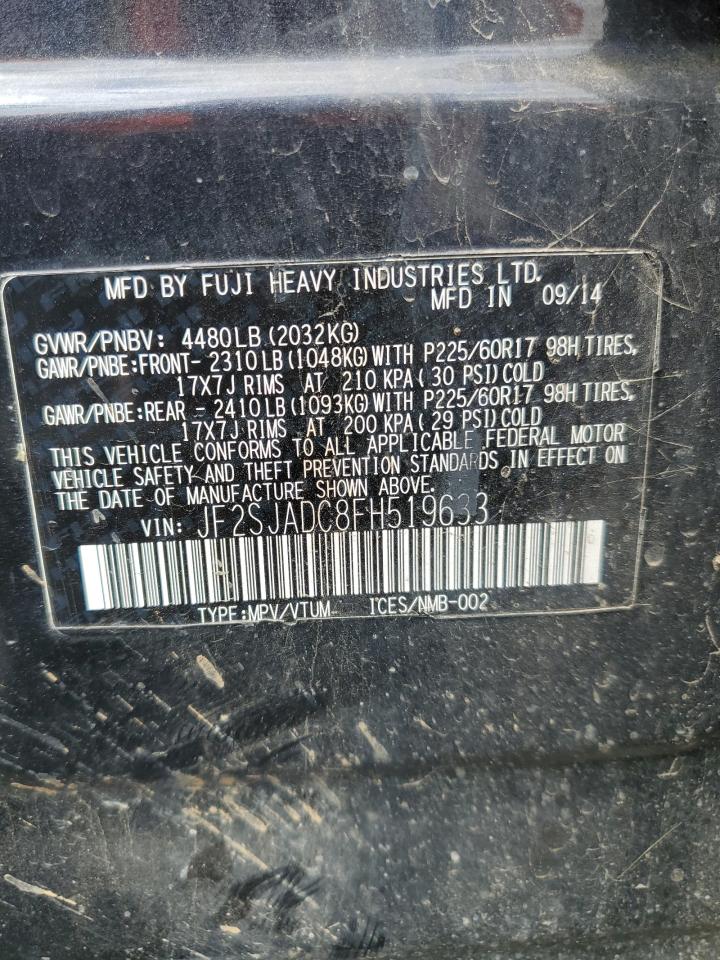 MFD BY FUJI HEAVY INDUSTRIES LTD.
MFD IN 09/14
GVWR/PNBV: 4480LB (2032KG)
GAWR/PNBE:FRONT- 2310LB (1048KG) WITH P225/60R17 98H TIRES,
17X7J RIMS AT 210 KPA ( 30 PSI) COLD
GAWR/PNBE:REAR - 2410LB (1093KG) WITH P225/60R17 98H TIRES,
17X7J RIMS AT 200 KPA ( 29 PSI) COLD
THIS VEHICLE CONFORMS TO ALL APPLICABLE FEDERAL MOTOR
VEHICLE SAFETY AND THEFT PREVENTION STANDARDS IN EFFECT ON
THE DATE OF MANUFACTURE SHOWN ABOVE.
VIN: JF2SJADC8FH519633
TYPE:MPV/VTUM ICES/NMB-002